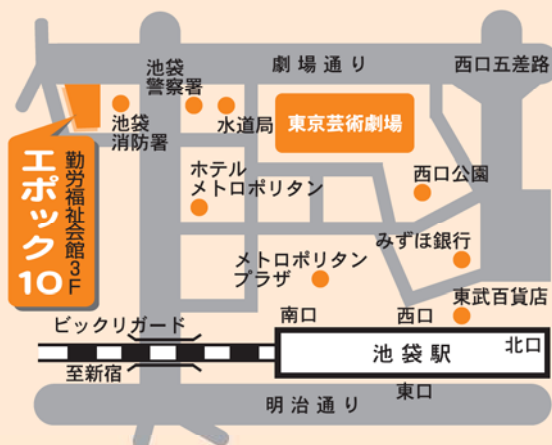 劇場通り
西口五差路
池袋
警察署
池袋
消防署
水道局
東京芸術劇場
勤労福祉会館3F
エポック10
ホテル
メトロポリタン
西口公園
みずほ銀行
メトロポリタン
プラザ
東武百貨店
南口
西口
ビックリガード
池袋駅
北口
至新宿
東口
明治通り